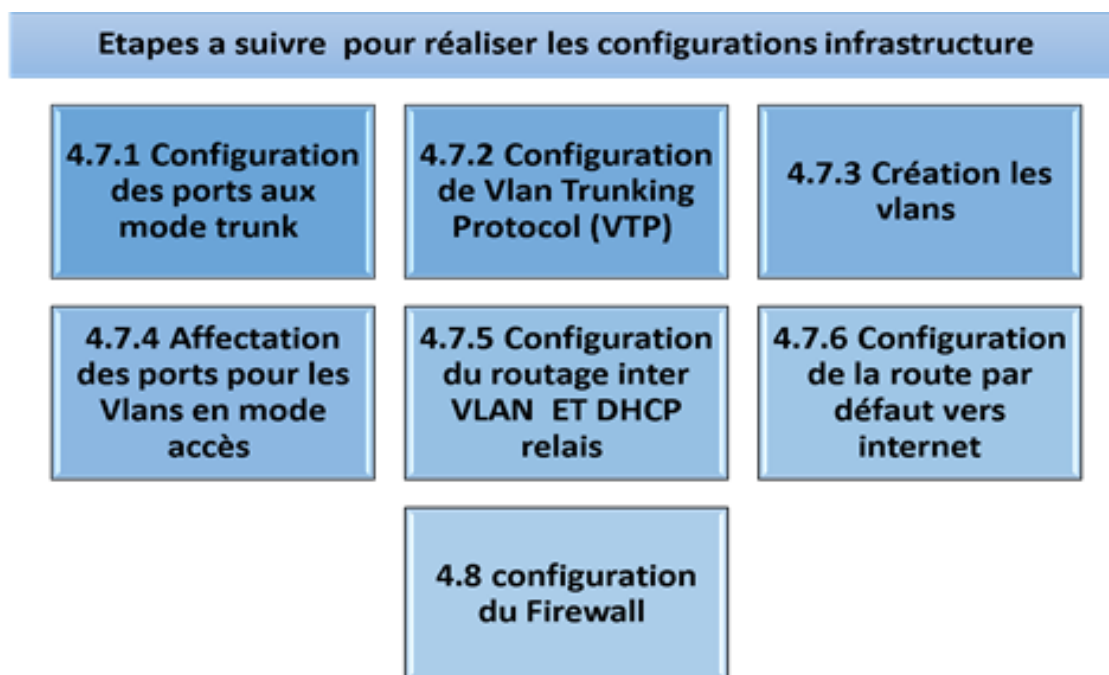 Etapes a suivre pour réaliser les configurations infrastructure
4.7.1 Configuration
des ports aux
mode trunk
4.7.2 Configuration
de Vlan Trunking
Protocol (VTP)
4.7.3 Création les
vlans
4.7.4 Affectation
des ports pour les
Vlans en mode
accès
4.7.5 Configuration
du routage inter
VLAN ET DHCP
relais
4.7.6 Configuration
de la route par
défaut vers
internet
4.8 configuration
du Firewall